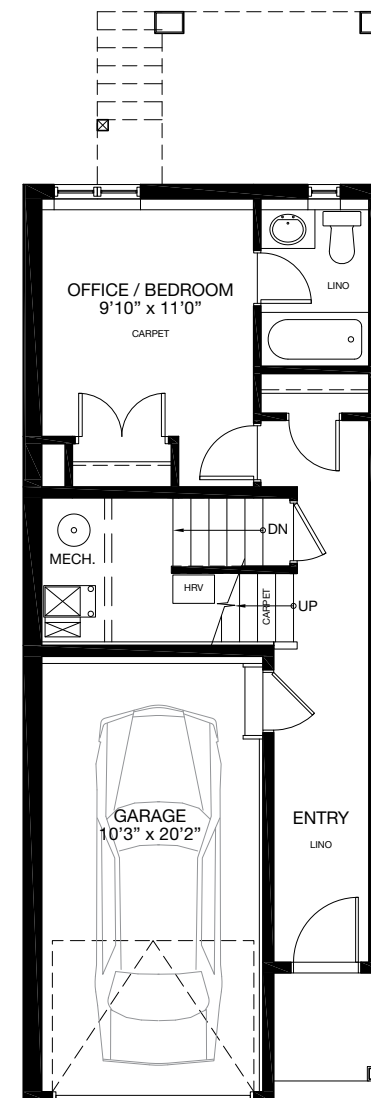 OFFICE / BEDROOM
9’10” x 11’0”
CARPET
LINO
DN
MECH.
HRV
CARPET
UP
GARAGE
10’3” x 20’2”
ENTRY
LINO